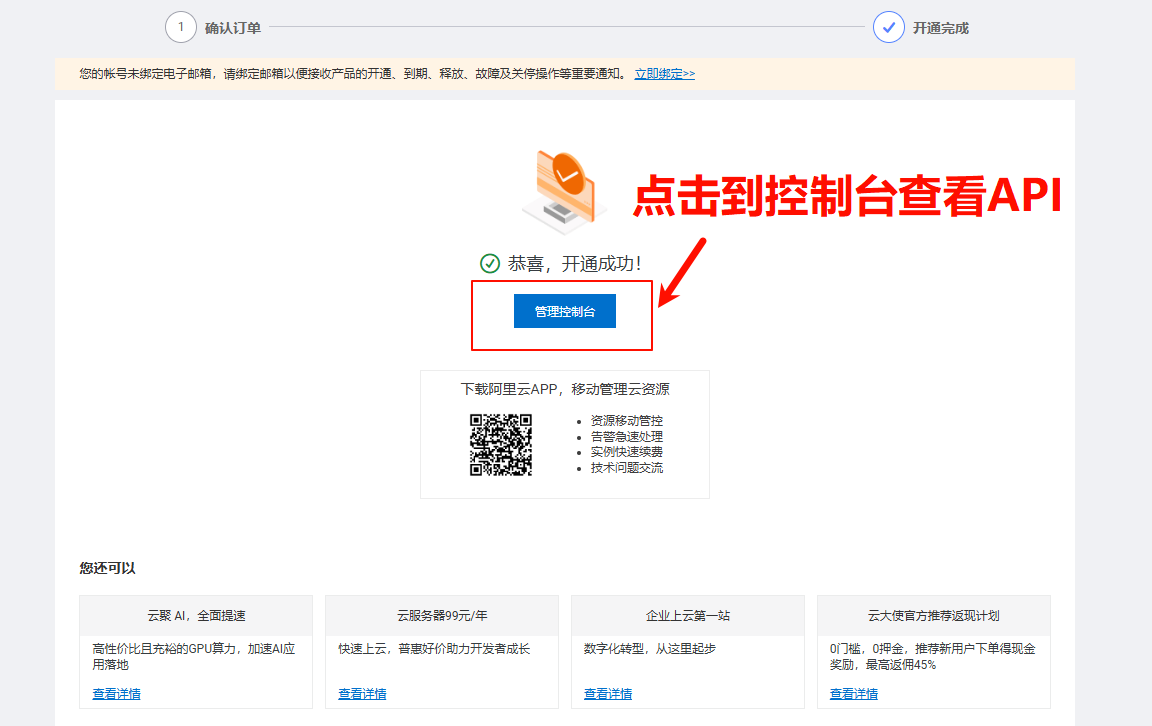 1 确认订单
开通完成
您的帐号未绑定电子邮箱，请绑定邮箱以便接收产品的开通、到期、释放、故障及关停操作等重要通知。 立即绑定>>
点击到控制台查看API
恭喜，开通成功！
管理控制台
下载阿里云APP，移动管理云资源
资源移动管控
告警急速处理
实例快速续费
技术问题交流
您还可以
云聚 AI，全面提速
高性价比且充裕的GPU算力，加速AI应
用落地
查看详情
云服务器99元/年
快速上云，普惠好价助力开发者成长
查看详情
企业上云第一站
数字化转型，从这里起步
查看详情
云大使官方推荐返现计划
0门槛，0押金，推荐新用户下单得现金
奖励，最高返佣45%
查看详情